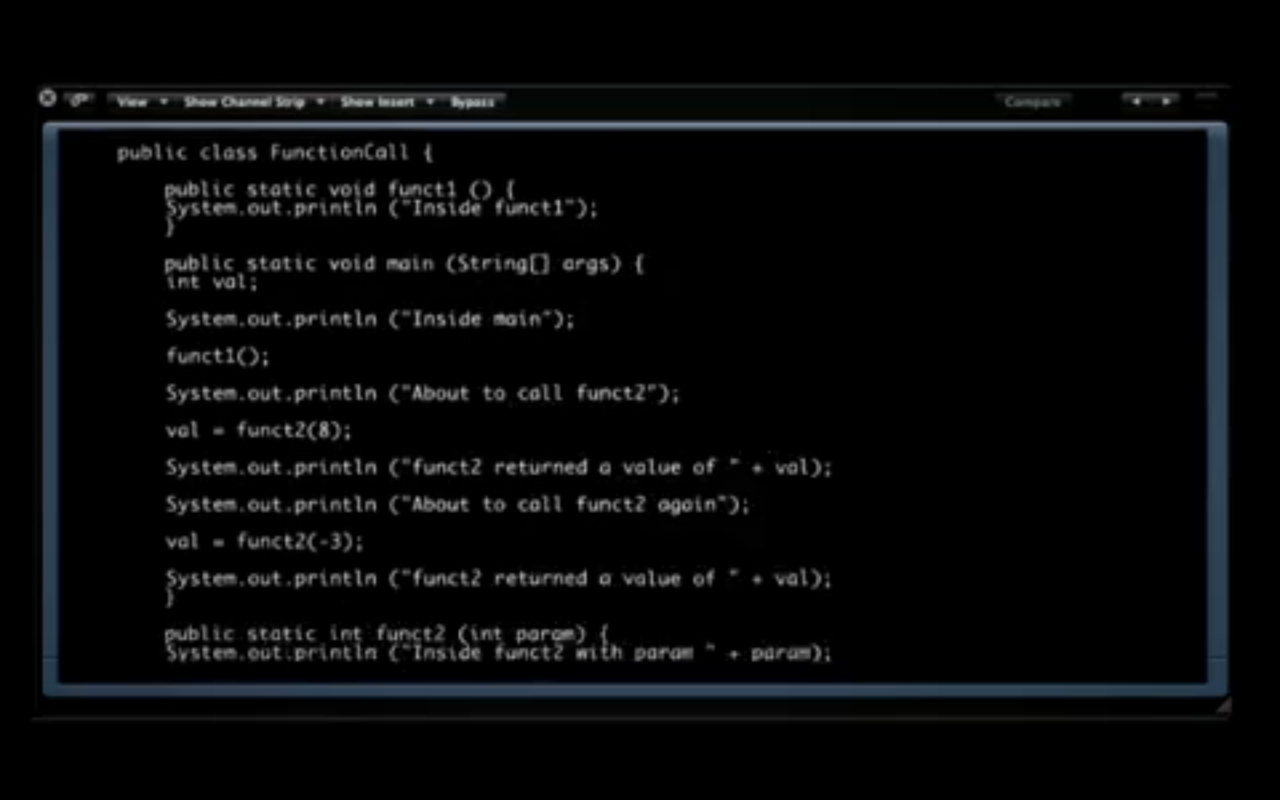 View Show Channel Strip Show Insert Bypass Compare
public class FunctionCall {
public static void funct1 () {
System.out.println ("Inside funct1");
}
public static void main (String[] args) {
int val;
System.out.println ("Inside main");
funct1();
System.out.println ("About to call funct2");
val = funct2(8);
System.out.println ("funct2 returned a value of " + val);
System.out.println ("About to call funct2 again");
val = funct2(-3);
System.out.println ("funct2 returned a value of " + val);
}
public static int funct2 (int param) {
System.out.println ("Inside funct2 with param " + param);